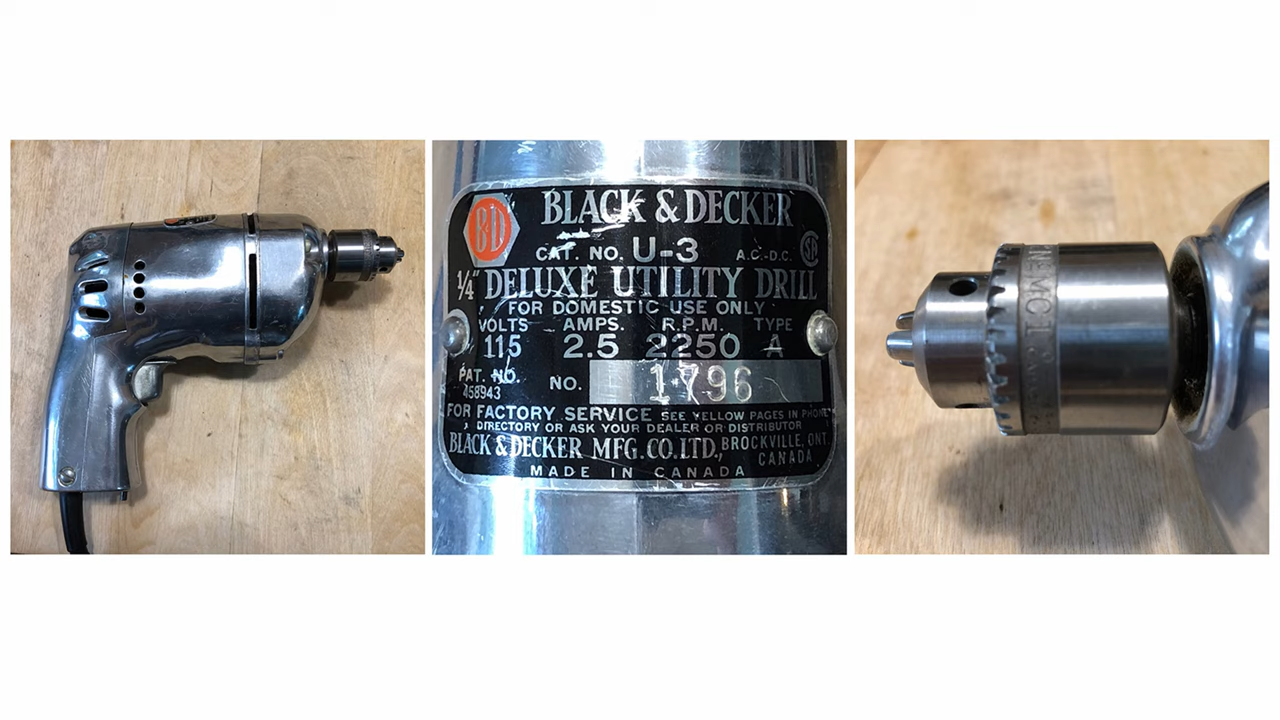 BD BLACK & DECKER
CAT. NO. U-3 A.C.-D.C.
1/4" DELUXE UTILITY DRILL
FOR DOMESTIC USE ONLY
VOLTS AMPS. R.P.M. TYPE
115 2.5 2250 A
PAT. NO. NO. 1796
458943
FOR FACTORY SERVICE SEE YELLOW PAGES IN PHONE
DIRECTORY OR ASK YOUR DEALER OR DISTRIBUTOR
BLACK & DECKER MFG. CO. LTD., BROCKVILLE, ONT.
CANADA
MADE IN CANADA